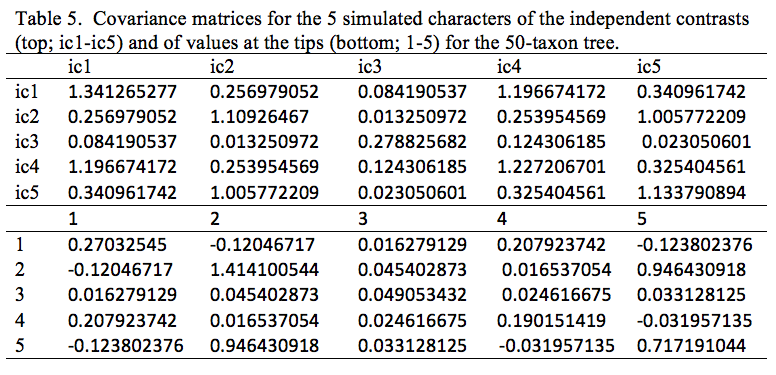 Table 5. Covariance matrices for the 5 simulated characters of the independent contrasts
(top; ic1-ic5) and of values at the tips (bottom; 1-5) for the 50-taxon tree.
ic1 ic2 ic3 ic4 ic5
ic1 1.341265277 0.256979052 0.084190537 1.196674172 0.340961742
ic2 0.256979052 1.10926467 0.013250972 0.253954569 1.005772209
ic3 0.084190537 0.013250972 0.278825682 0.124306185 0.023050601
ic4 1.196674172 0.253954569 0.124306185 1.227206701 0.325404561
ic5 0.340961742 1.005772209 0.023050601 0.325404561 1.133790894
1 2 3 4 5
1 0.27032545 -0.12046717 0.016279129 0.207923742 -0.123802376
2 -0.12046717 1.414100544 0.045402873 0.016537054 0.946430918
3 0.016279129 0.045402873 0.049053432 0.024616675 0.033128125
4 0.207923742 0.016537054 0.024616675 0.190151419 -0.031957135
5 -0.123802376 0.946430918 0.033128125 -0.031957135 0.717191044